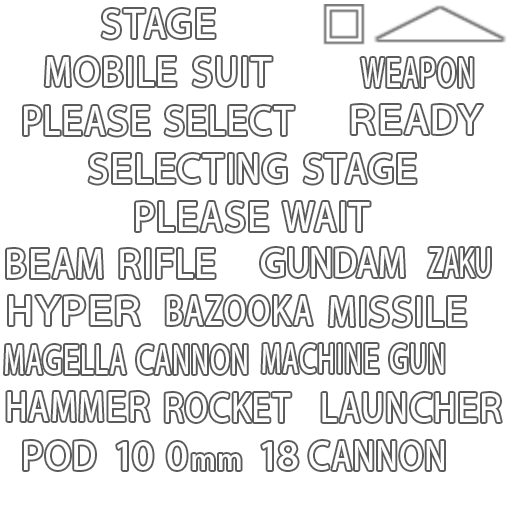 STAGE
MOBILE SUIT WEAPON
PLEASE SELECT READY
SELECTING STAGE
PLEASE WAIT
BEAM RIFLE GUNDAM ZAKU
HYPER BAZOOKA MISSILE
MAGELLA CANNON MACHINE GUN
HAMMER ROCKET LAUNCHER
POD 10 0mm 18 CANNON